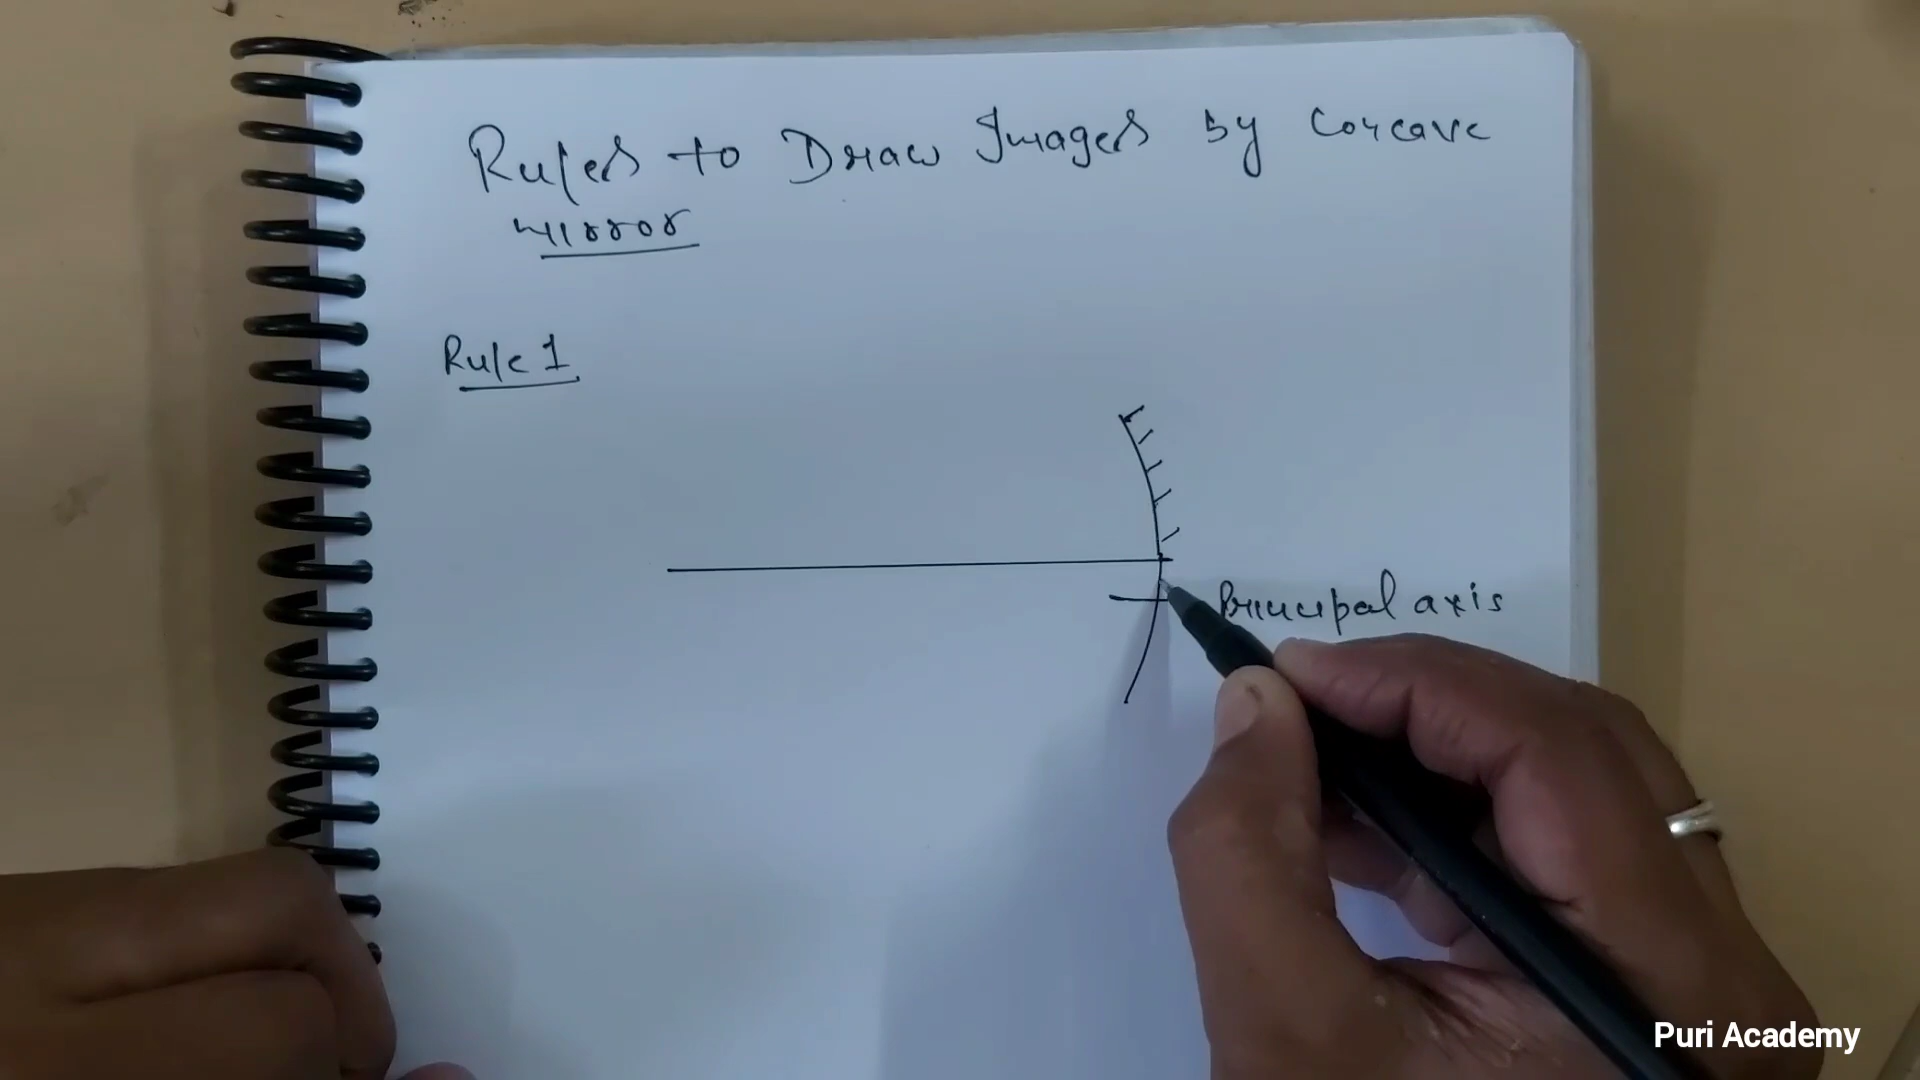 Rules to Draw Images by Concave
mirror
Rule 1
Principal axis
Puri Academy